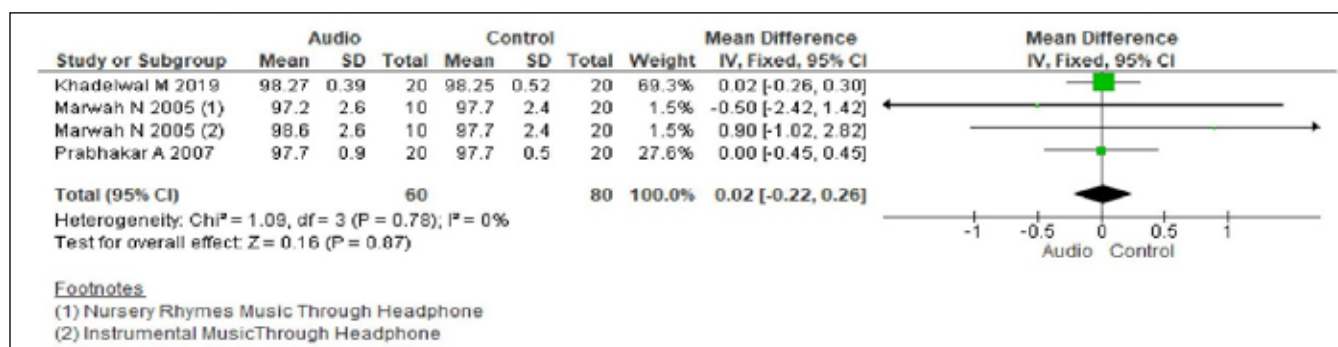 Audio Control Mean Difference Mean Difference
Study or Subgroup Mean SD Total Mean SD Total Weight IV, Fixed, 95% CI IV, Fixed, 95% CI
Khadelwal M 2019 98.27 0.39 20 98.25 0.52 20 69.3% 0.02 [-0.26, 0.30]
Marwah N 2005 (1) 97.2 2.6 10 97.7 2.4 20 1.5% -0.50 [-2.42, 1.42]
Marwah N 2005 (2) 98.6 2.6 10 97.7 2.4 20 1.5% 0.90 [-1.02, 2.82]
Prabhakar A 2007 97.7 0.9 20 97.7 0.5 20 27.6% 0.00 [-0.45, 0.45]
Total (95% CI) 60 80 100.0% 0.02 [-0.22, 0.26]
Heterogeneity: Chi² = 1.09, df = 3 (P = 0.78); I² = 0%
Test for overall effect: Z = 0.16 (P = 0.87)
-1 -0.5 0 0.5 1
Audio Control
Footnotes
(1) Nursery Rhymes Music Through Headphone
(2) Instrumental MusicThrough Headphone